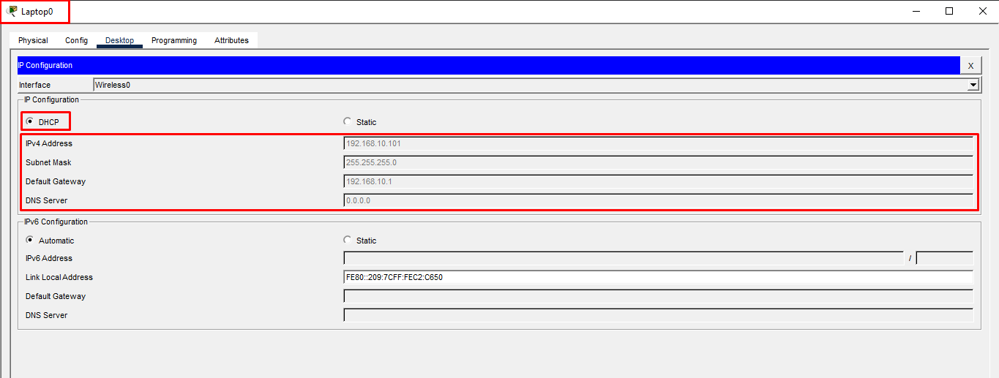 Laptop0
Physical Config Desktop Programming Attributes
IP Configuration X
Interface Wireless0
IP Configuration
DHCP Static
IPv4 Address 192.168.10.101
Subnet Mask 255.255.255.0
Default Gateway 192.168.10.1
DNS Server 0.0.0.0
IPv6 Configuration
Automatic Static
IPv6 Address /
Link Local Address FE80::209:7CFF:FEC2:C650
Default Gateway
DNS Server